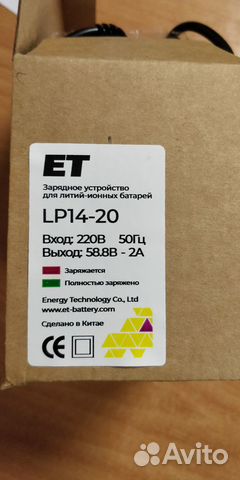 ET
Зарядное устройство
для литий-ионных батарей
LP14-20
Вход: 220В 50Гц
Выход: 58.8В - 2А
Заряжается
Полностью заряжено
Energy Technology Co., Ltd
www.et-battery.com
Сделано в Китае
Avito